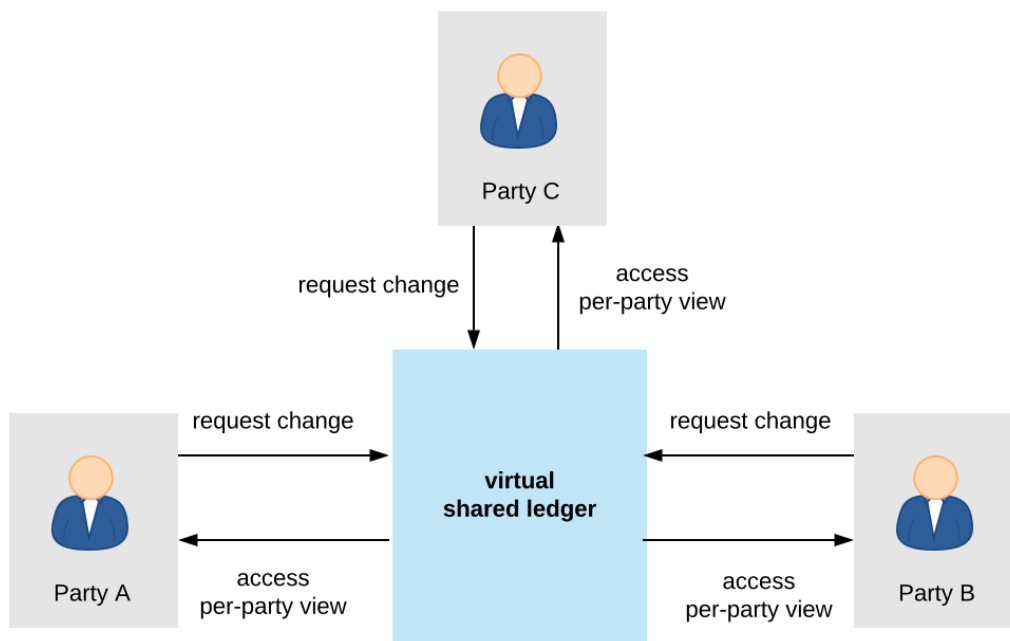 Party C
request change
access
per-party view
request change
request change
virtual
shared ledger
Party A
access
per-party view
access
per-party view
Party B